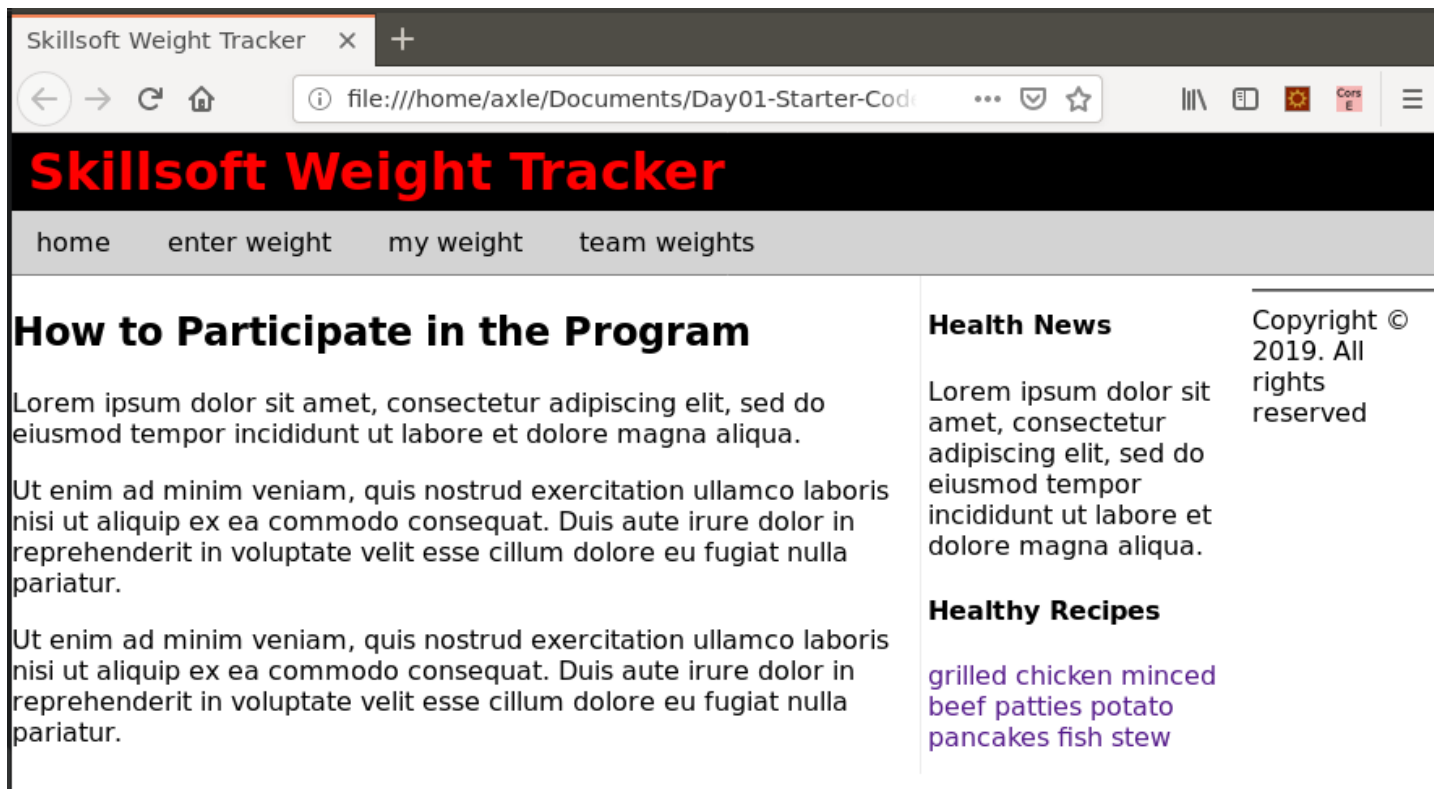 Skillsoft Weight Tracker
file:///home/axle/Documents/Day01-Starter-Cod
Cors
E
Skillsoft Weight Tracker
home enter weight my weight team weights
How to Participate in the Program
Lorem ipsum dolor sit amet, consectetur adipiscing elit, sed do
eiusmod tempor incididunt ut labore et dolore magna aliqua.
Ut enim ad minim veniam, quis nostrud exercitation ullamco laboris
nisi ut aliquip ex ea commodo consequat. Duis aute irure dolor in
reprehenderit in voluptate velit esse cillum dolore eu fugiat nulla
pariatur.
Ut enim ad minim veniam, quis nostrud exercitation ullamco laboris
nisi ut aliquip ex ea commodo consequat. Duis aute irure dolor in
reprehenderit in voluptate velit esse cillum dolore eu fugiat nulla
pariatur.
Health News
Lorem ipsum dolor sit
amet, consectetur
adipiscing elit, sed do
eiusmod tempor
incididunt ut labore et
dolore magna aliqua.
Healthy Recipes
grilled chicken minced
beef patties potato
pancakes fish stew
Copyright ©
2019. All
rights
reserved